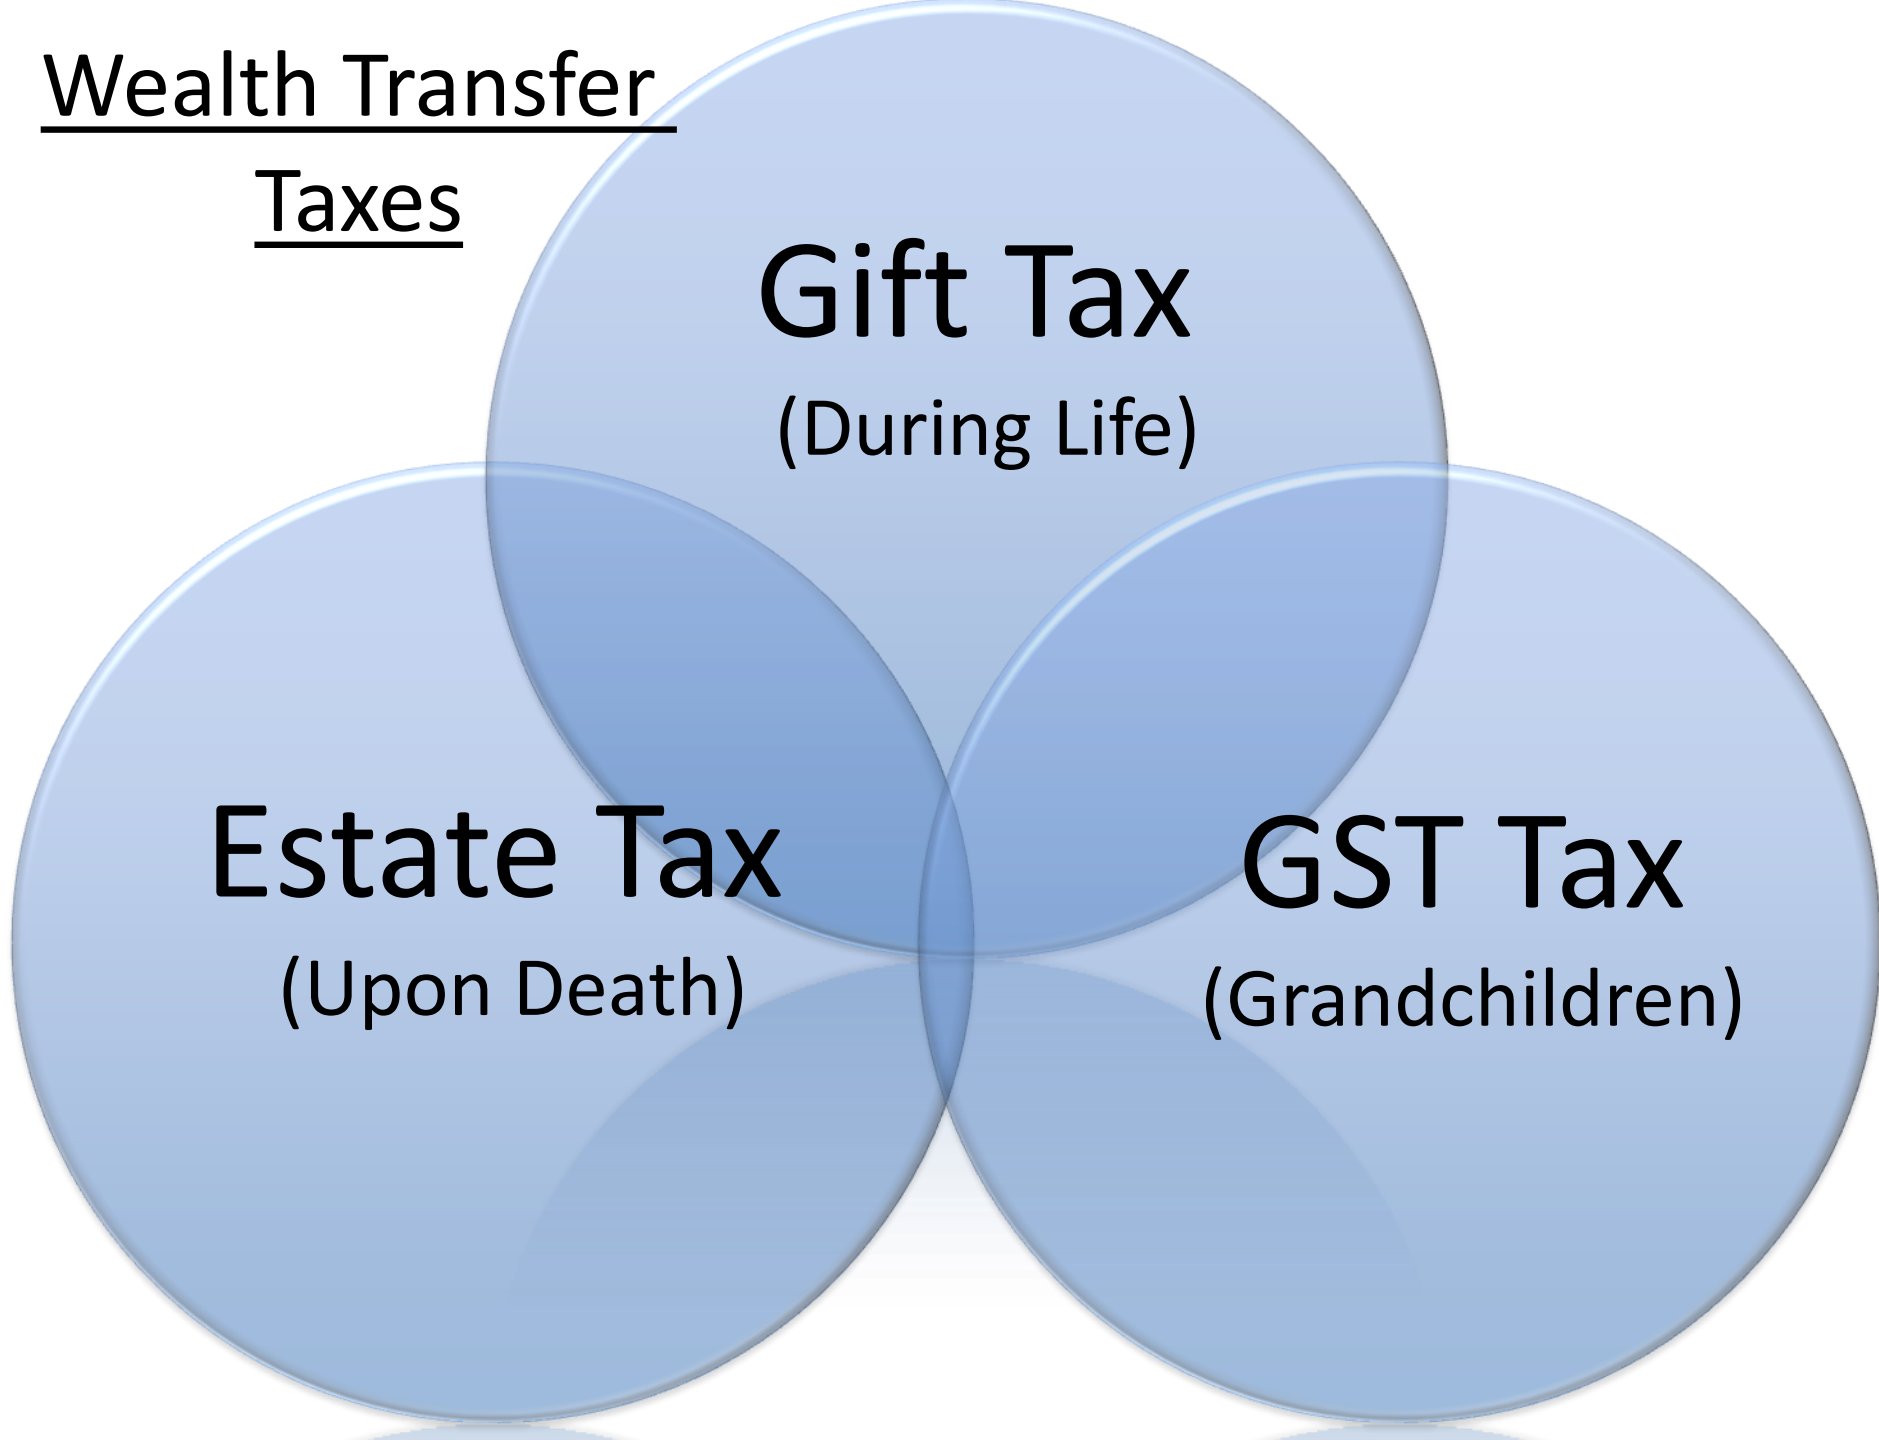 Wealth Transfer
Taxes
Gift Tax
(During Life)
Estate Tax
(Upon Death)
GST Tax
(Grandchildren)